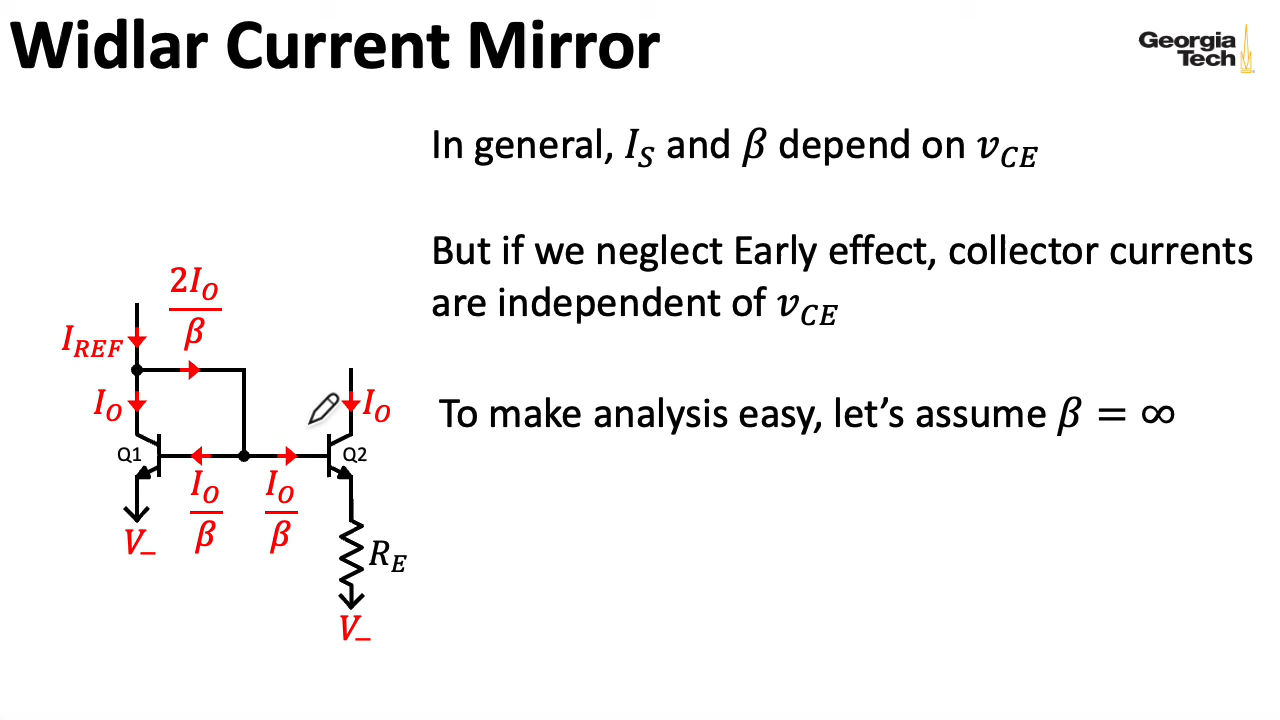 Widlar Current Mirror
Georgia
Tech
In general, I_S and β depend on v_CE
But if we neglect Early effect, collector currents
are independent of v_CE
To make analysis easy, let’s assume β = ∞
2I_O
β
I_REF
I_O
I_O
Q1
Q2
I_O
β
I_O
β
V_−
R_E
V_−